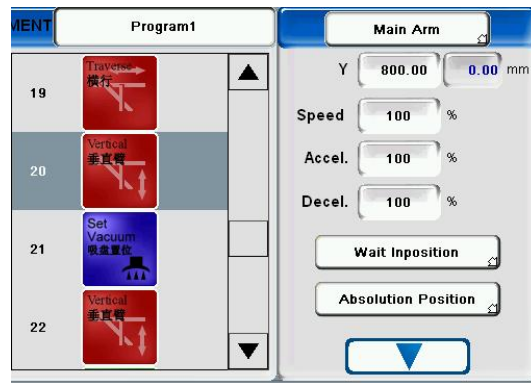 MENT
Program1
19
Traverse
横行
20
Vertical
垂直臂
21
Set
Vacuum
吸盘置位
22
Vertical
垂直臂
Main Arm
Y 800.00 0.00 mm
Speed 100 %
Accel. 100 %
Decel. 100 %
Wait Inposition
Absolution Position